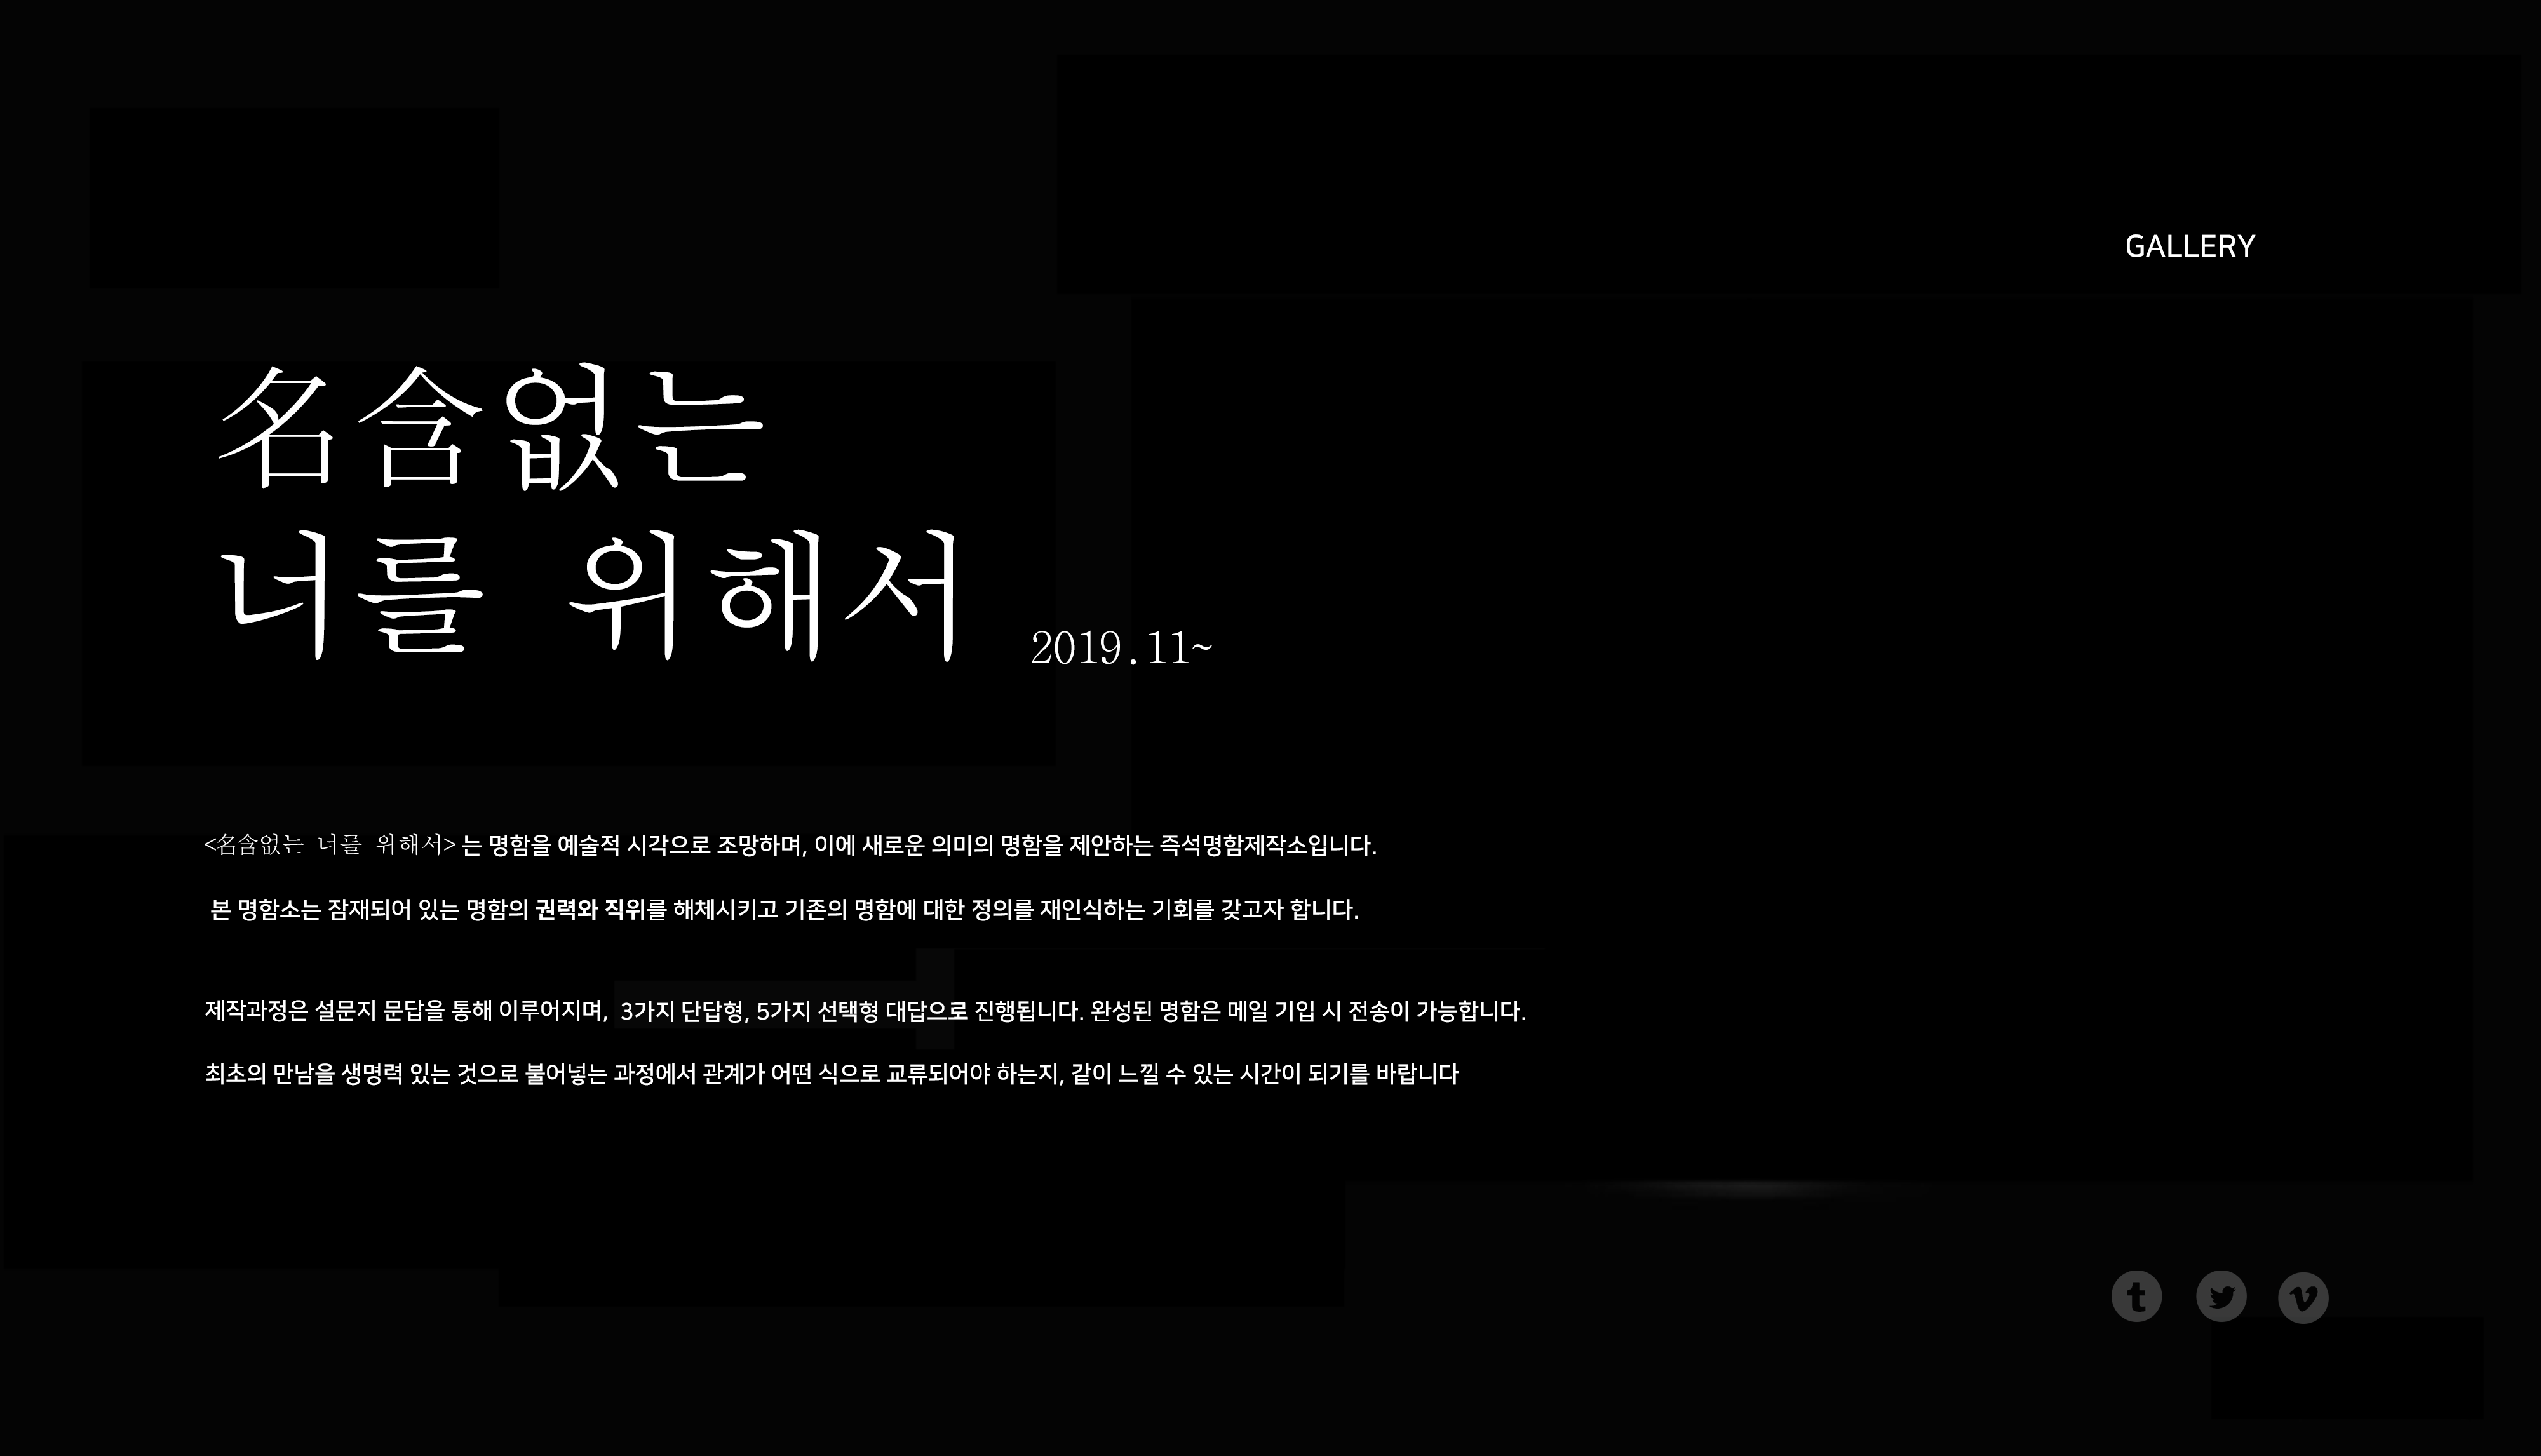 GALLERY
名含없는
너를 위해서
2019.11~
<名含없는 너를 위해서> 는 명함을 예술적 시각으로 조망하며, 이에 새로운 의미의 명함을 제안하는 즉석명함제작소입니다.
본 명함소는 잠재되어 있는 명함의 권력와 직위를 해체시키고 기존의 명함에 대한 정의를 재인식하는 기회를 갖고자 합니다.
제작과정은 설문지 문답을 통해 이루어지며, 3가지 단답형, 5가지 선택형 대답으로 진행됩니다. 완성된 명함은 메일 기입 시 전송이 가능합니다.
최초의 만남을 생명력 있는 것으로 불어넣는 과정에서 관계가 어떤 식으로 교류되어야 하는지, 같이 느낄 수 있는 시간이 되기를 바랍니다